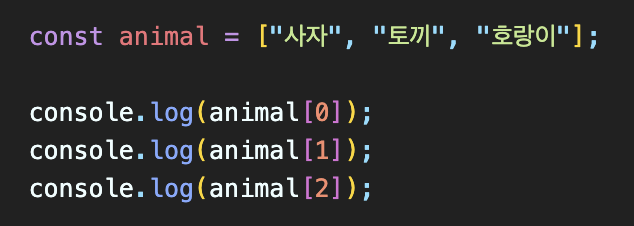 const animal = ["사자", "토끼", "호랑이"];
console.log(animal[0]);
console.log(animal[1]);
console.log(animal[2]);